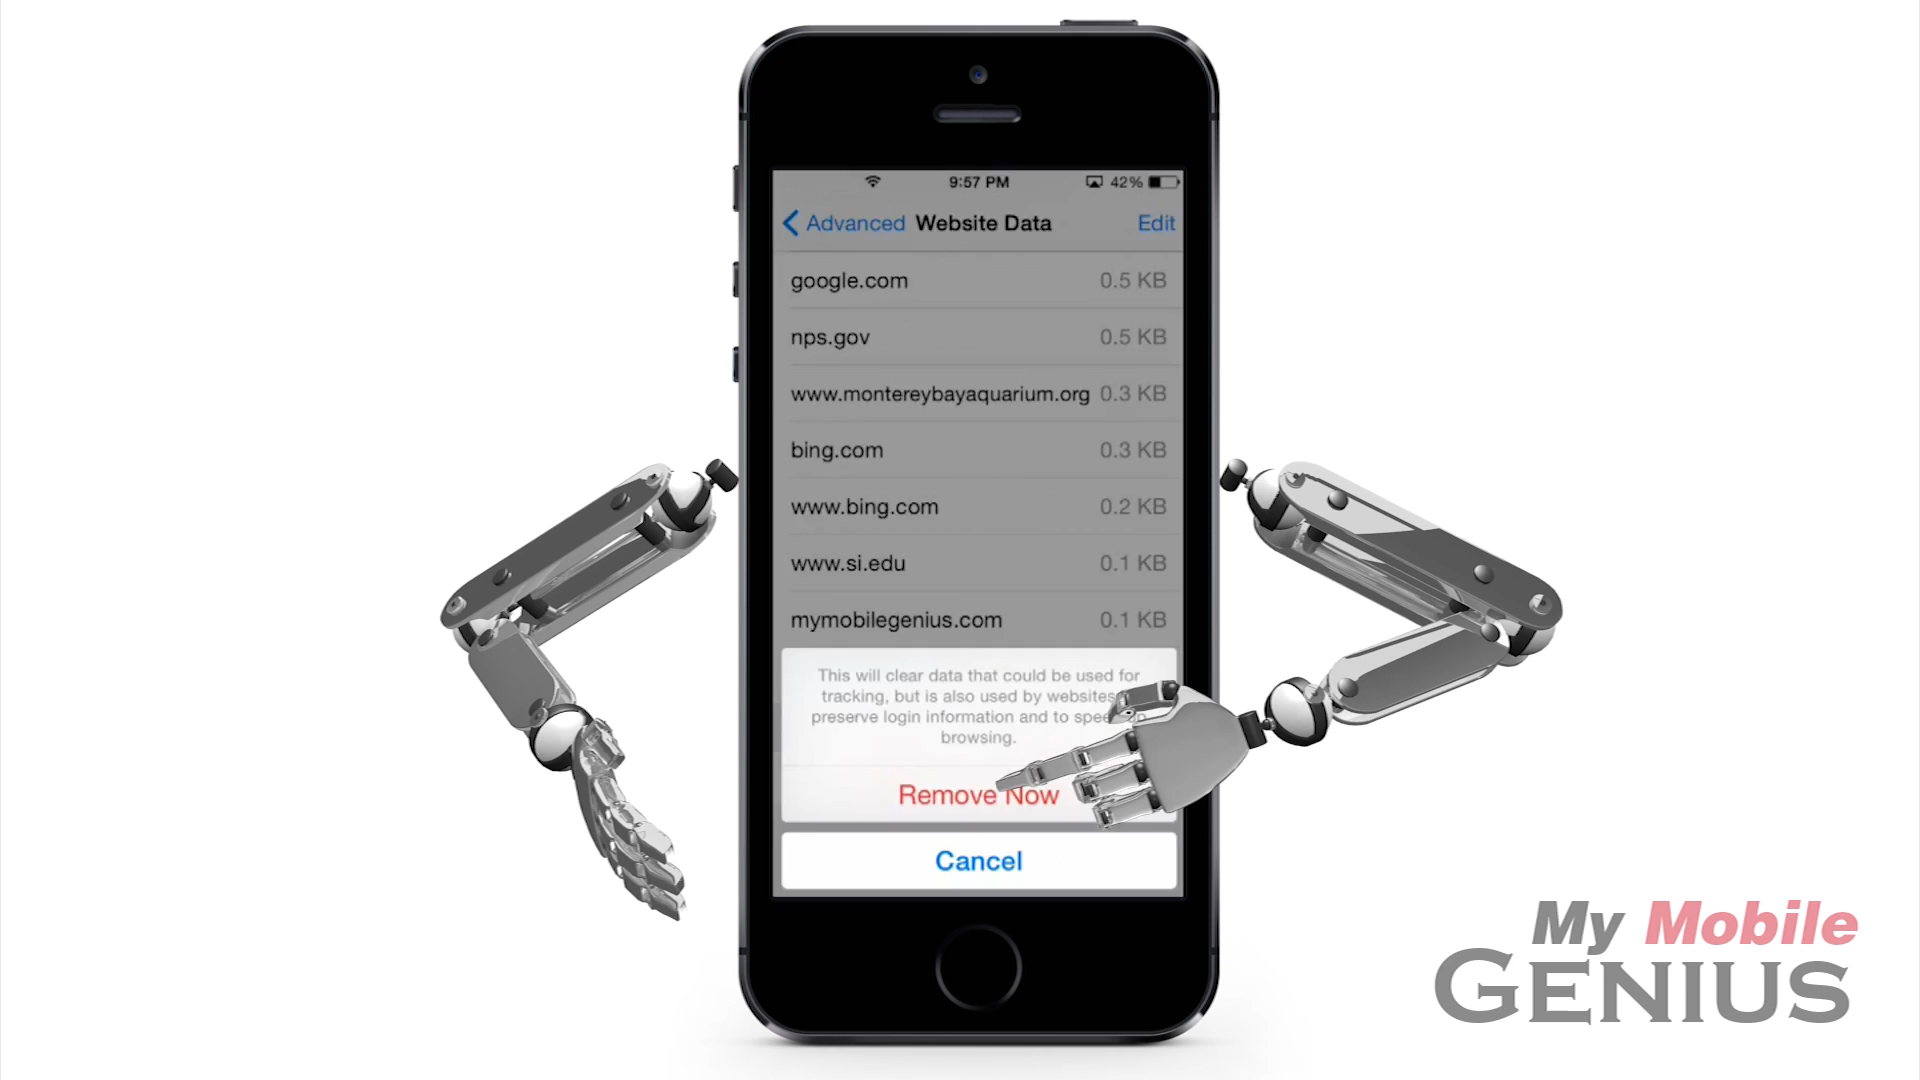 9:57 PM 42%
Advanced Website Data Edit
google.com 0.5 KB
nps.gov 0.5 KB
www.montereybayaquarium.org 0.3 KB
bing.com 0.3 KB
www.bing.com 0.2 KB
www.si.edu 0.1 KB
mymobilegenius.com 0.1 KB
This will clear data that could be used for
tracking, but is also used by websites
preserve login information and to
browsing.
Remove Now
Cancel
My Mobile
GENIUS